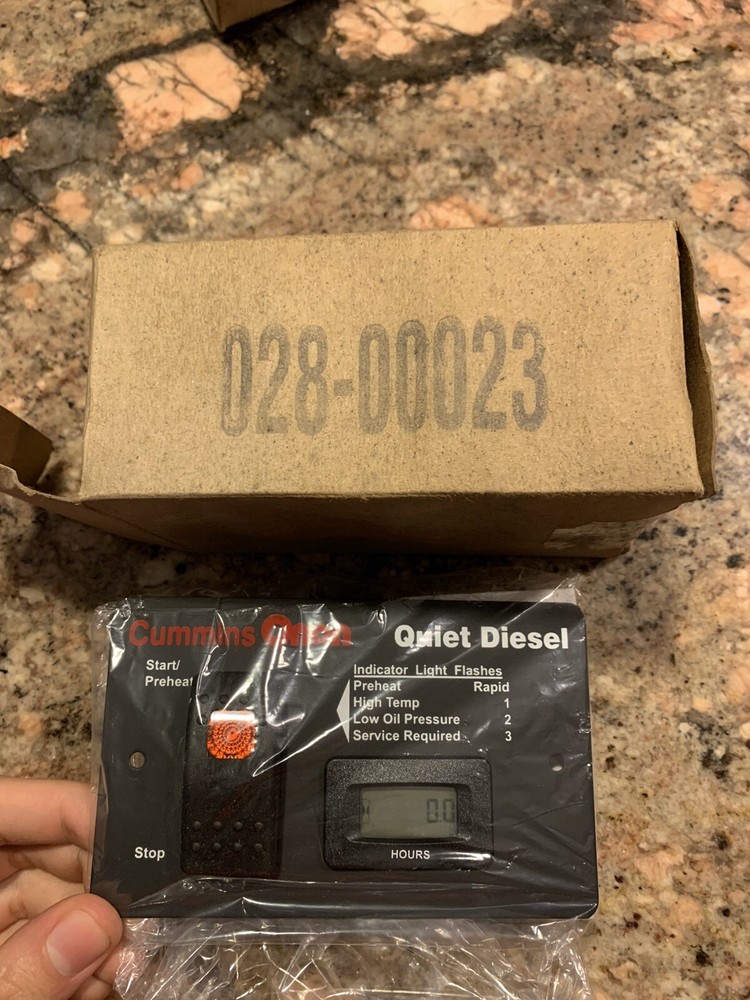 028-00023
Cummins Onan
Quiet Diesel
Start/
Preheat
Indicator Light Flashes
Preheat Rapid
High Temp 1
Low Oil Pressure 2
Service Required 3
0.0
HOURS
Stop